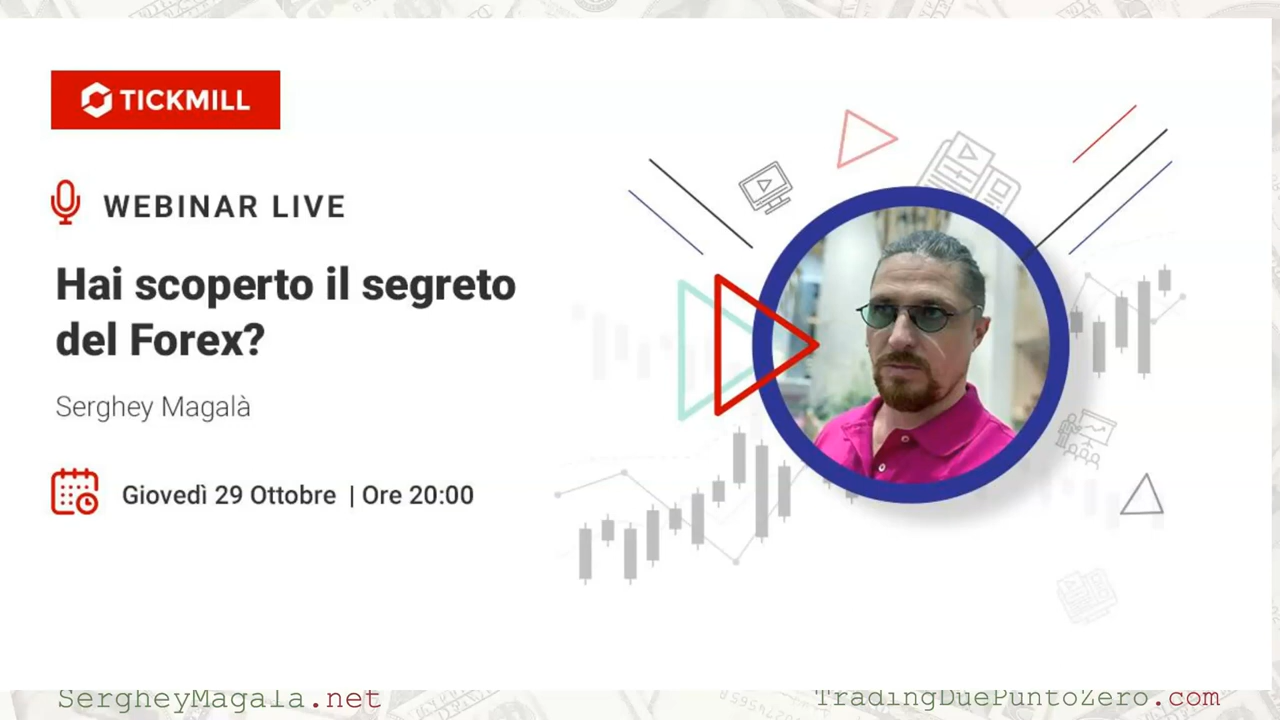 TICKMILL
WEBINAR LIVE
Hai scoperto il segreto
del Forex?
Serghey Magalà
Giovedì 29 Ottobre | Ore 20:00
SergheyMagala.net
TradingDuePuntoZero.com